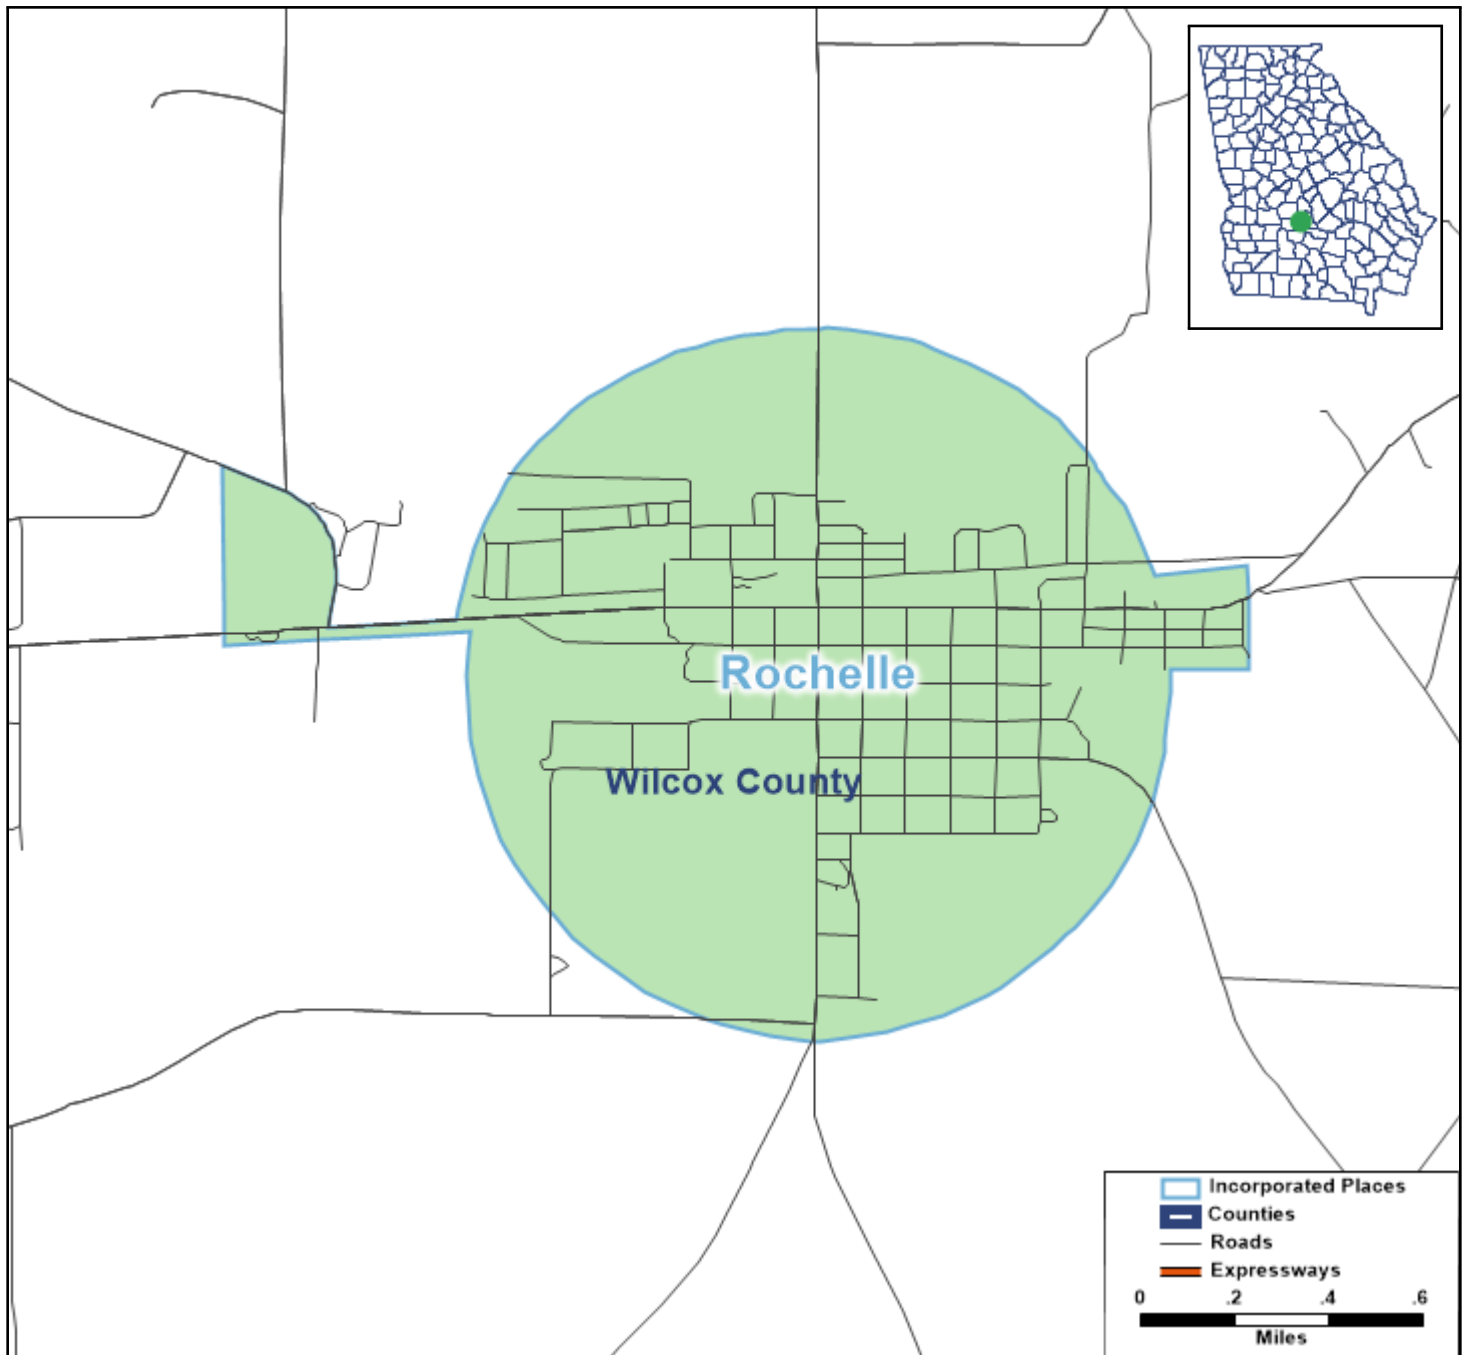 Rochelle
Wilcox County
Incorporated Places
Counties
Roads
Expressways
0 .2 .4 .6
Miles